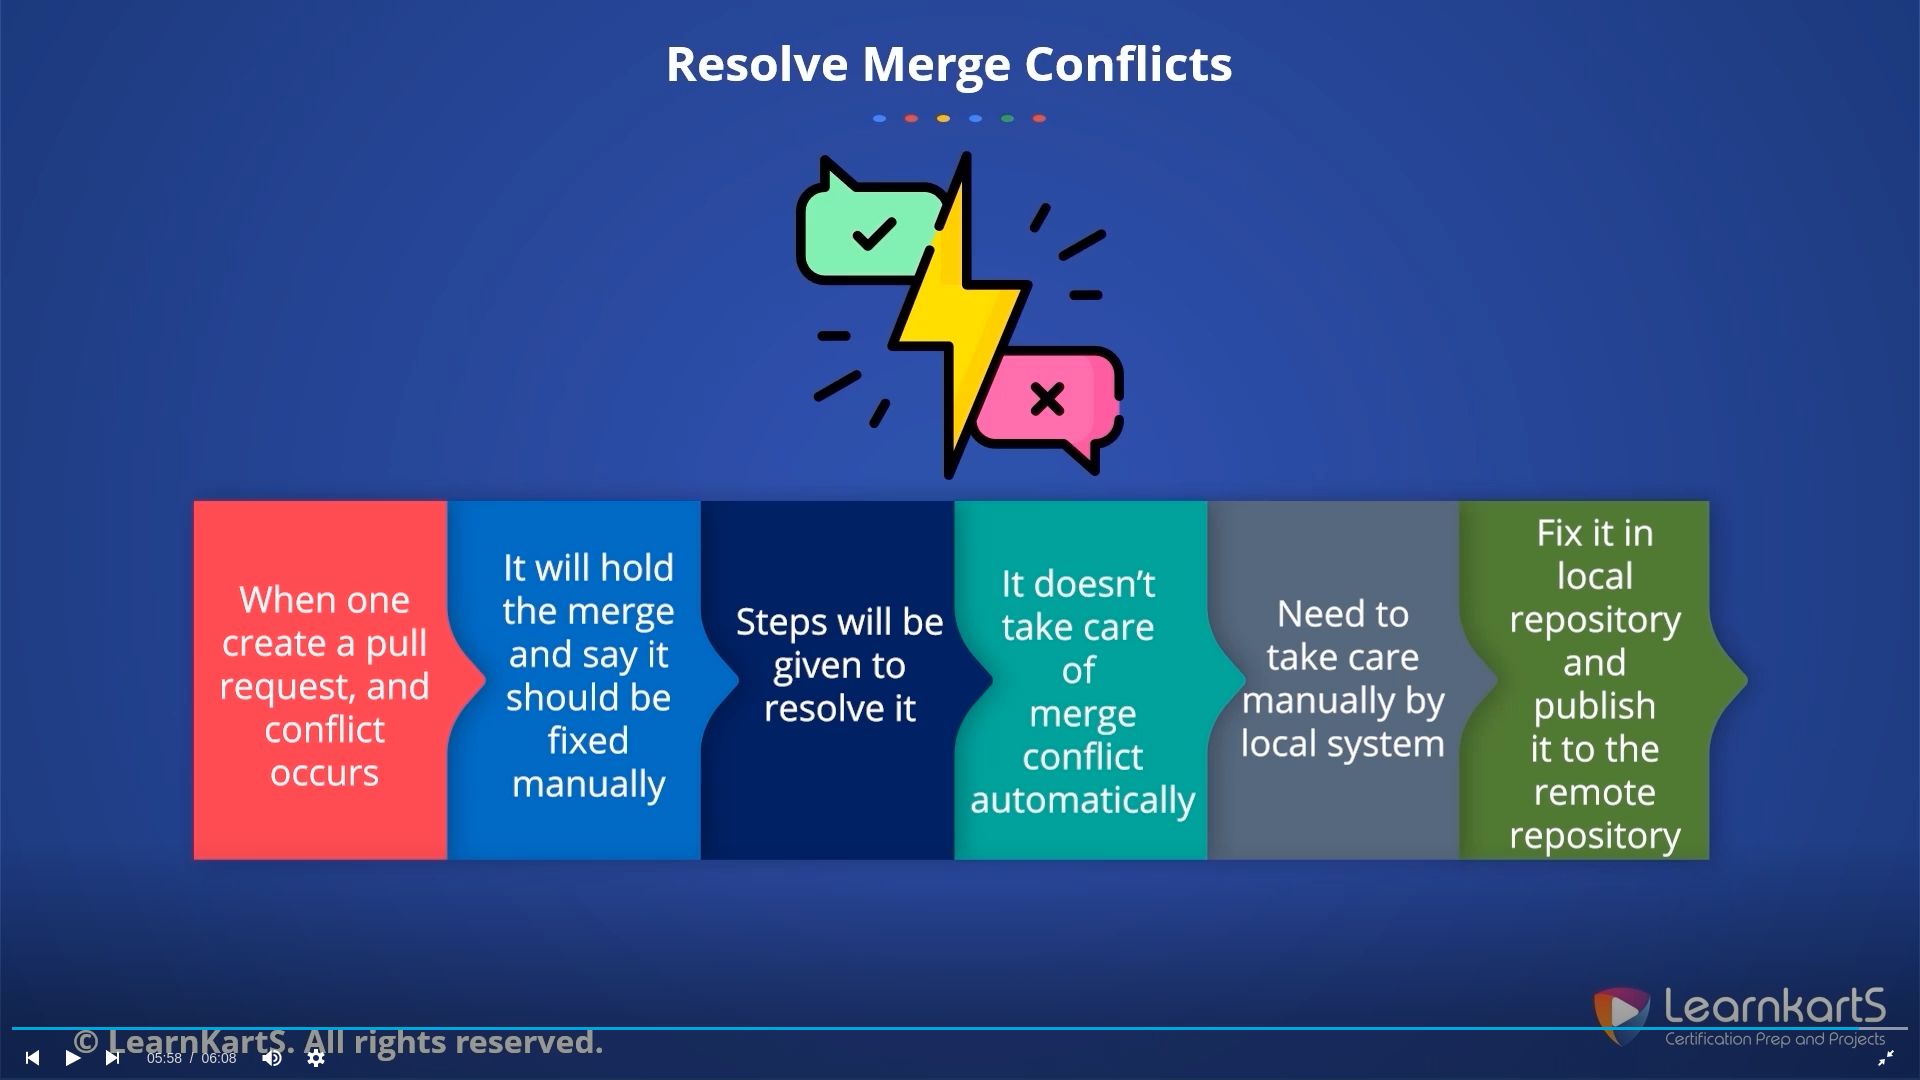 Resolve Merge Conflicts
When one
create a pull
request, and
conflict
occurs
It will hold
the merge
and say it
should be
fixed
manually
Steps will be
given to
resolve it
It doesn’t
take care
of
merge
conflict
automatically
Need to
take care
manually by
local system
Fix it in
local
repository
and
publish
it to the
remote
repository
LearnkartS
Certification Prep and Projects
© LearnKartS. All rights reserved.
05:58 / 06:08